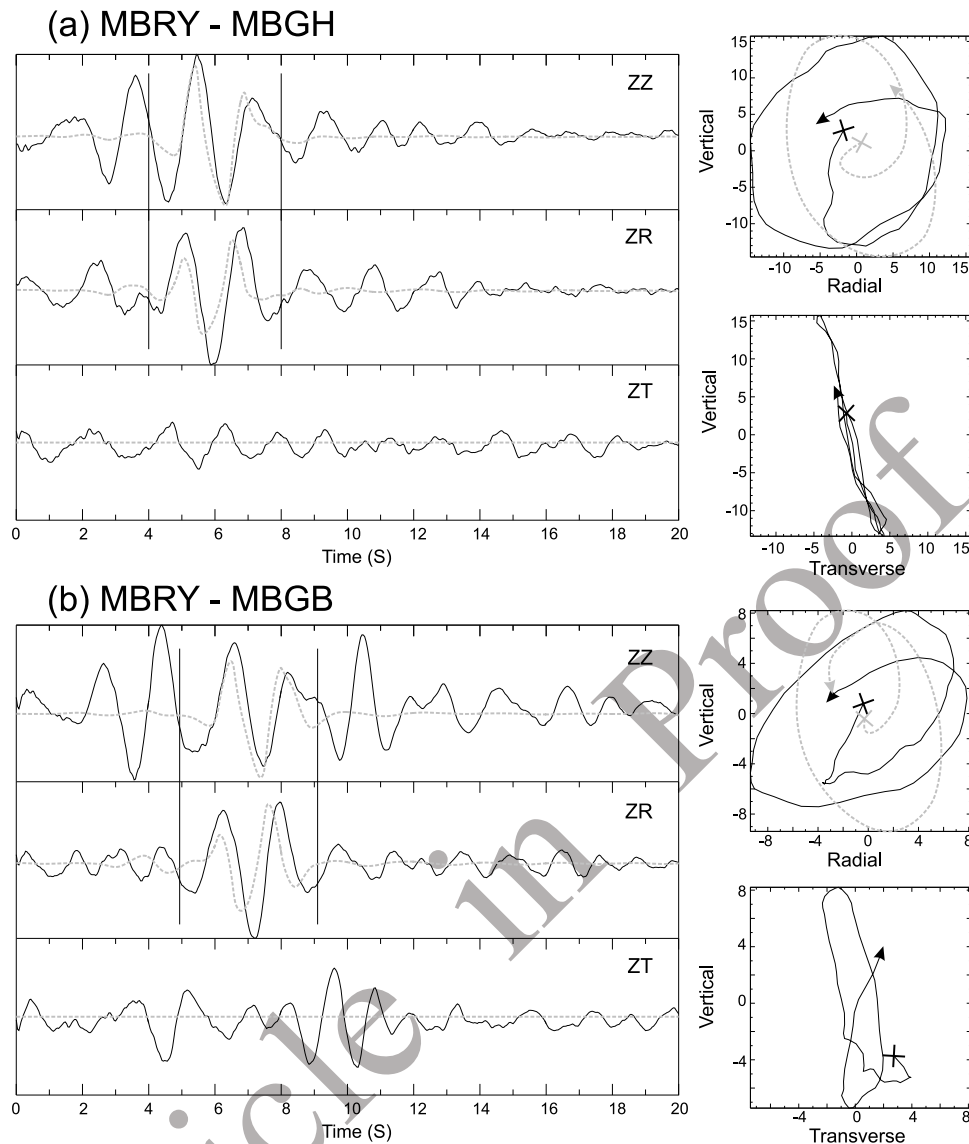 (a) MBRY - MBGH
ZZ
ZR
ZT
0 2 4 6 8 10 12 14 16 18 20
Time (S)
15
10
5
0
-5
-10
Vertical
-10 -5 0 5 10 15
Radial
15
10
5
0
-5
-10
Vertical
-10 -5 0 5 10 15
Transverse
(b) MBRY - MBGB
ZZ
ZR
ZT
0 2 4 6 8 10 12 14 16 18 20
Time (S)
8
4
0
-4
-8
Vertical
-8 -4 0 4 8
Radial
8
4
0
-4
Vertical
-8 -4 0 4 8
Transverse
icle in Proof